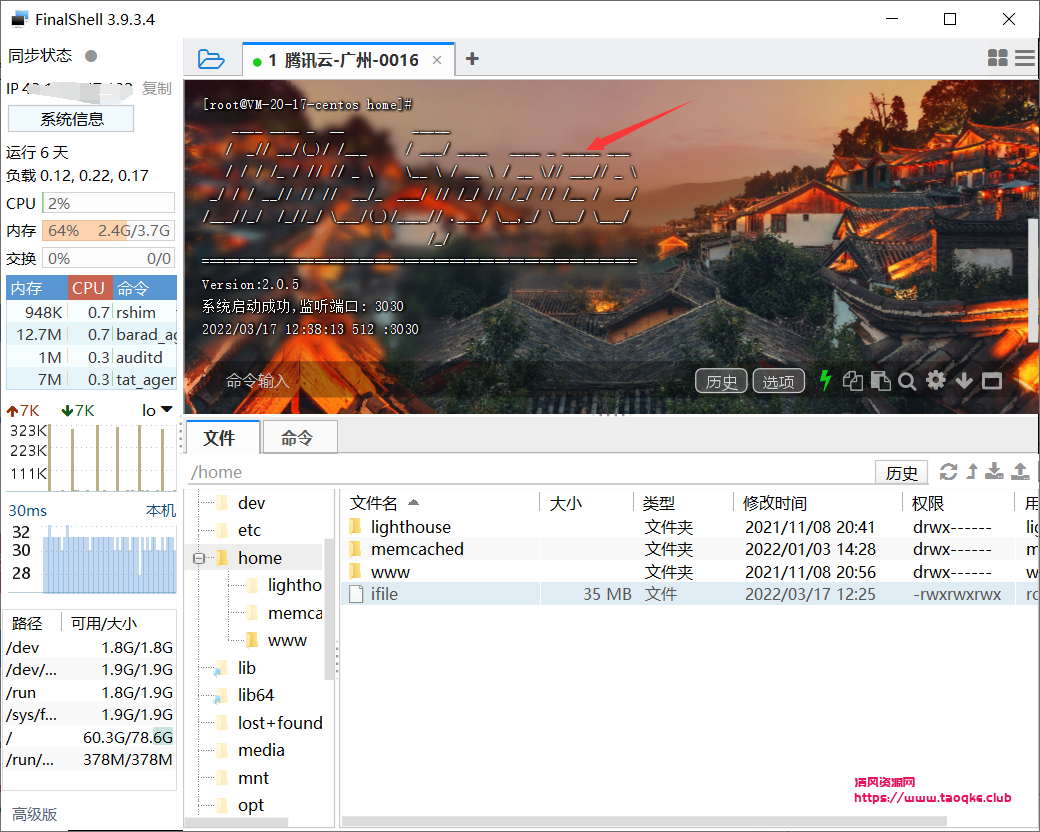 FinalShell 3.9.3.4
同步状态
IP
复制
系统信息
运行 6 天
负载 0.12, 0.22, 0.17
CPU 2%
内存 64% 2.4G/3.7G
交换 0% 0/0
内存 CPU 命令
948K 0.7 rshim
12.7M 0.7 barad_ag
1M 0.3 auditd
7M 0.3 tat_agen
7K 7K lo
323K
223K
111K
30ms 本机
32
30
28
路径 可用/大小
/dev 1.8G/1.8G
/dev/... 1.9G/1.9G
/run 1.8G/1.9G
/sys/f... 1.9G/1.9G
/ 60.3G/78.6G
/run/... 378M/378M
高级版
1 腾讯云-广州-0016
[root@VM-20-17-centos home]#
=============================================
Version:2.0.5
系统启动成功,监听端口: 3030
2022/03/17 12:38:13 512 :3030
命令输入
历史 选项
文件 命令
/home
历史
dev
etc
home
lightho
memca
www
lib
lib64
lost+found
media
mnt
opt
文件名 大小 类型 修改时间 权限 用
lighthouse 文件夹 2021/11/08 20:41 drwx------ lig
memcached 文件夹 2022/01/03 14:28 drwx------ m
www 文件夹 2021/11/08 20:56 drwx------ w
ifile 35 MB 文件 2022/03/17 12:25 -rwxrwxrwx ro
清风资源网
https://www.taoqke.club